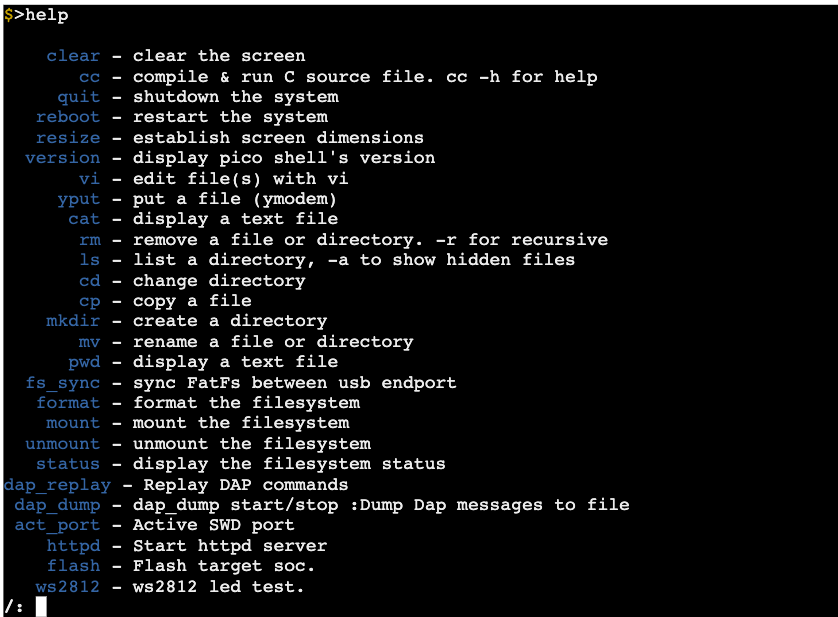 $>help
clear - clear the screen
cc - compile & run C source file. cc -h for help
quit - shutdown the system
reboot - restart the system
resize - establish screen dimensions
version - display pico shell's version
vi - edit file(s) with vi
yput - put a file (ymodem)
cat - display a text file
rm - remove a file or directory. -r for recursive
ls - list a directory, -a to show hidden files
cd - change directory
cp - copy a file
mkdir - create a directory
mv - rename a file or directory
pwd - display a text file
fs_sync - sync FatFs between usb endport
format - format the filesystem
mount - mount the filesystem
unmount - unmount the filesystem
status - display the filesystem status
dap_replay - Replay DAP commands
dap_dump - dap_dump start/stop :Dump Dap messages to file
act_port - Active SWD port
httpd - Start httpd server
flash - Flash target soc.
ws2812 - ws2812 led test.
/: